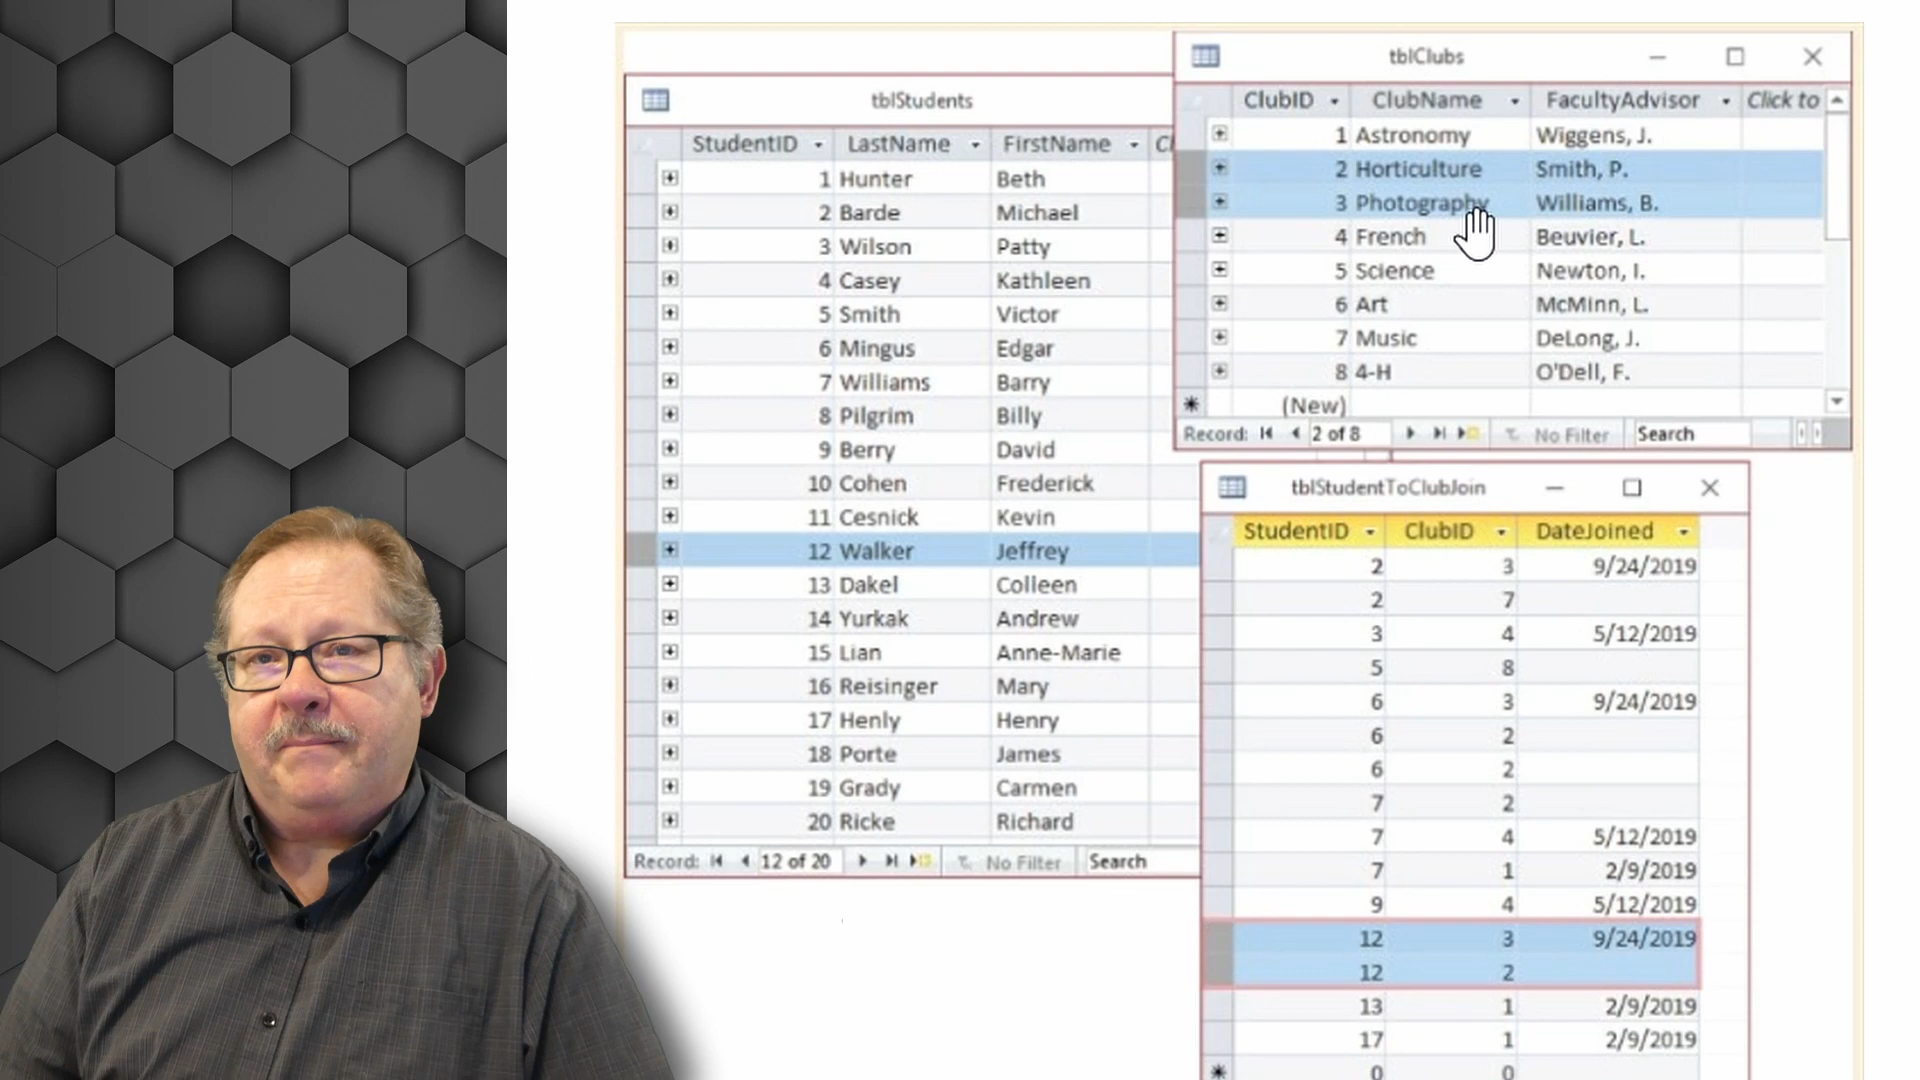 tblStudents
StudentID LastName FirstName
1 Hunter Beth
2 Barde Michael
3 Wilson Patty
4 Casey Kathleen
5 Smith Victor
6 Mingus Edgar
7 Williams Barry
8 Pilgrim Billy
9 Berry David
10 Cohen Frederick
11 Cesnick Kevin
12 Walker Jeffrey
13 Dakel Colleen
14 Yurkak Andrew
15 Lian Anne-Marie
16 Reisinger Mary
17 Henly Henry
18 Porte James
19 Grady Carmen
20 Ricke Richard
Record: 12 of 20 No Filter Search
tblClubs
ClubID ClubName FacultyAdvisor Click to
1 Astronomy Wiggens, J.
2 Horticulture Smith, P.
3 Photography Williams, B.
4 French Beuvier, L.
5 Science Newton, I.
6 Art McMinn, L.
7 Music DeLong, J.
8 4-H O'Dell, F.
(New)
Record: 2 of 8 No Filter Search
tblStudentToClubJoin
StudentID ClubID DateJoined
2 3 9/24/2019
2 7
3 4 5/12/2019
5 8
6 3 9/24/2019
6 2
6 2
7 2
7 4 5/12/2019
7 1 2/9/2019
9 4 5/12/2019
12 3 9/24/2019
12 2
13 1 2/9/2019
17 1 2/9/2019
0 0